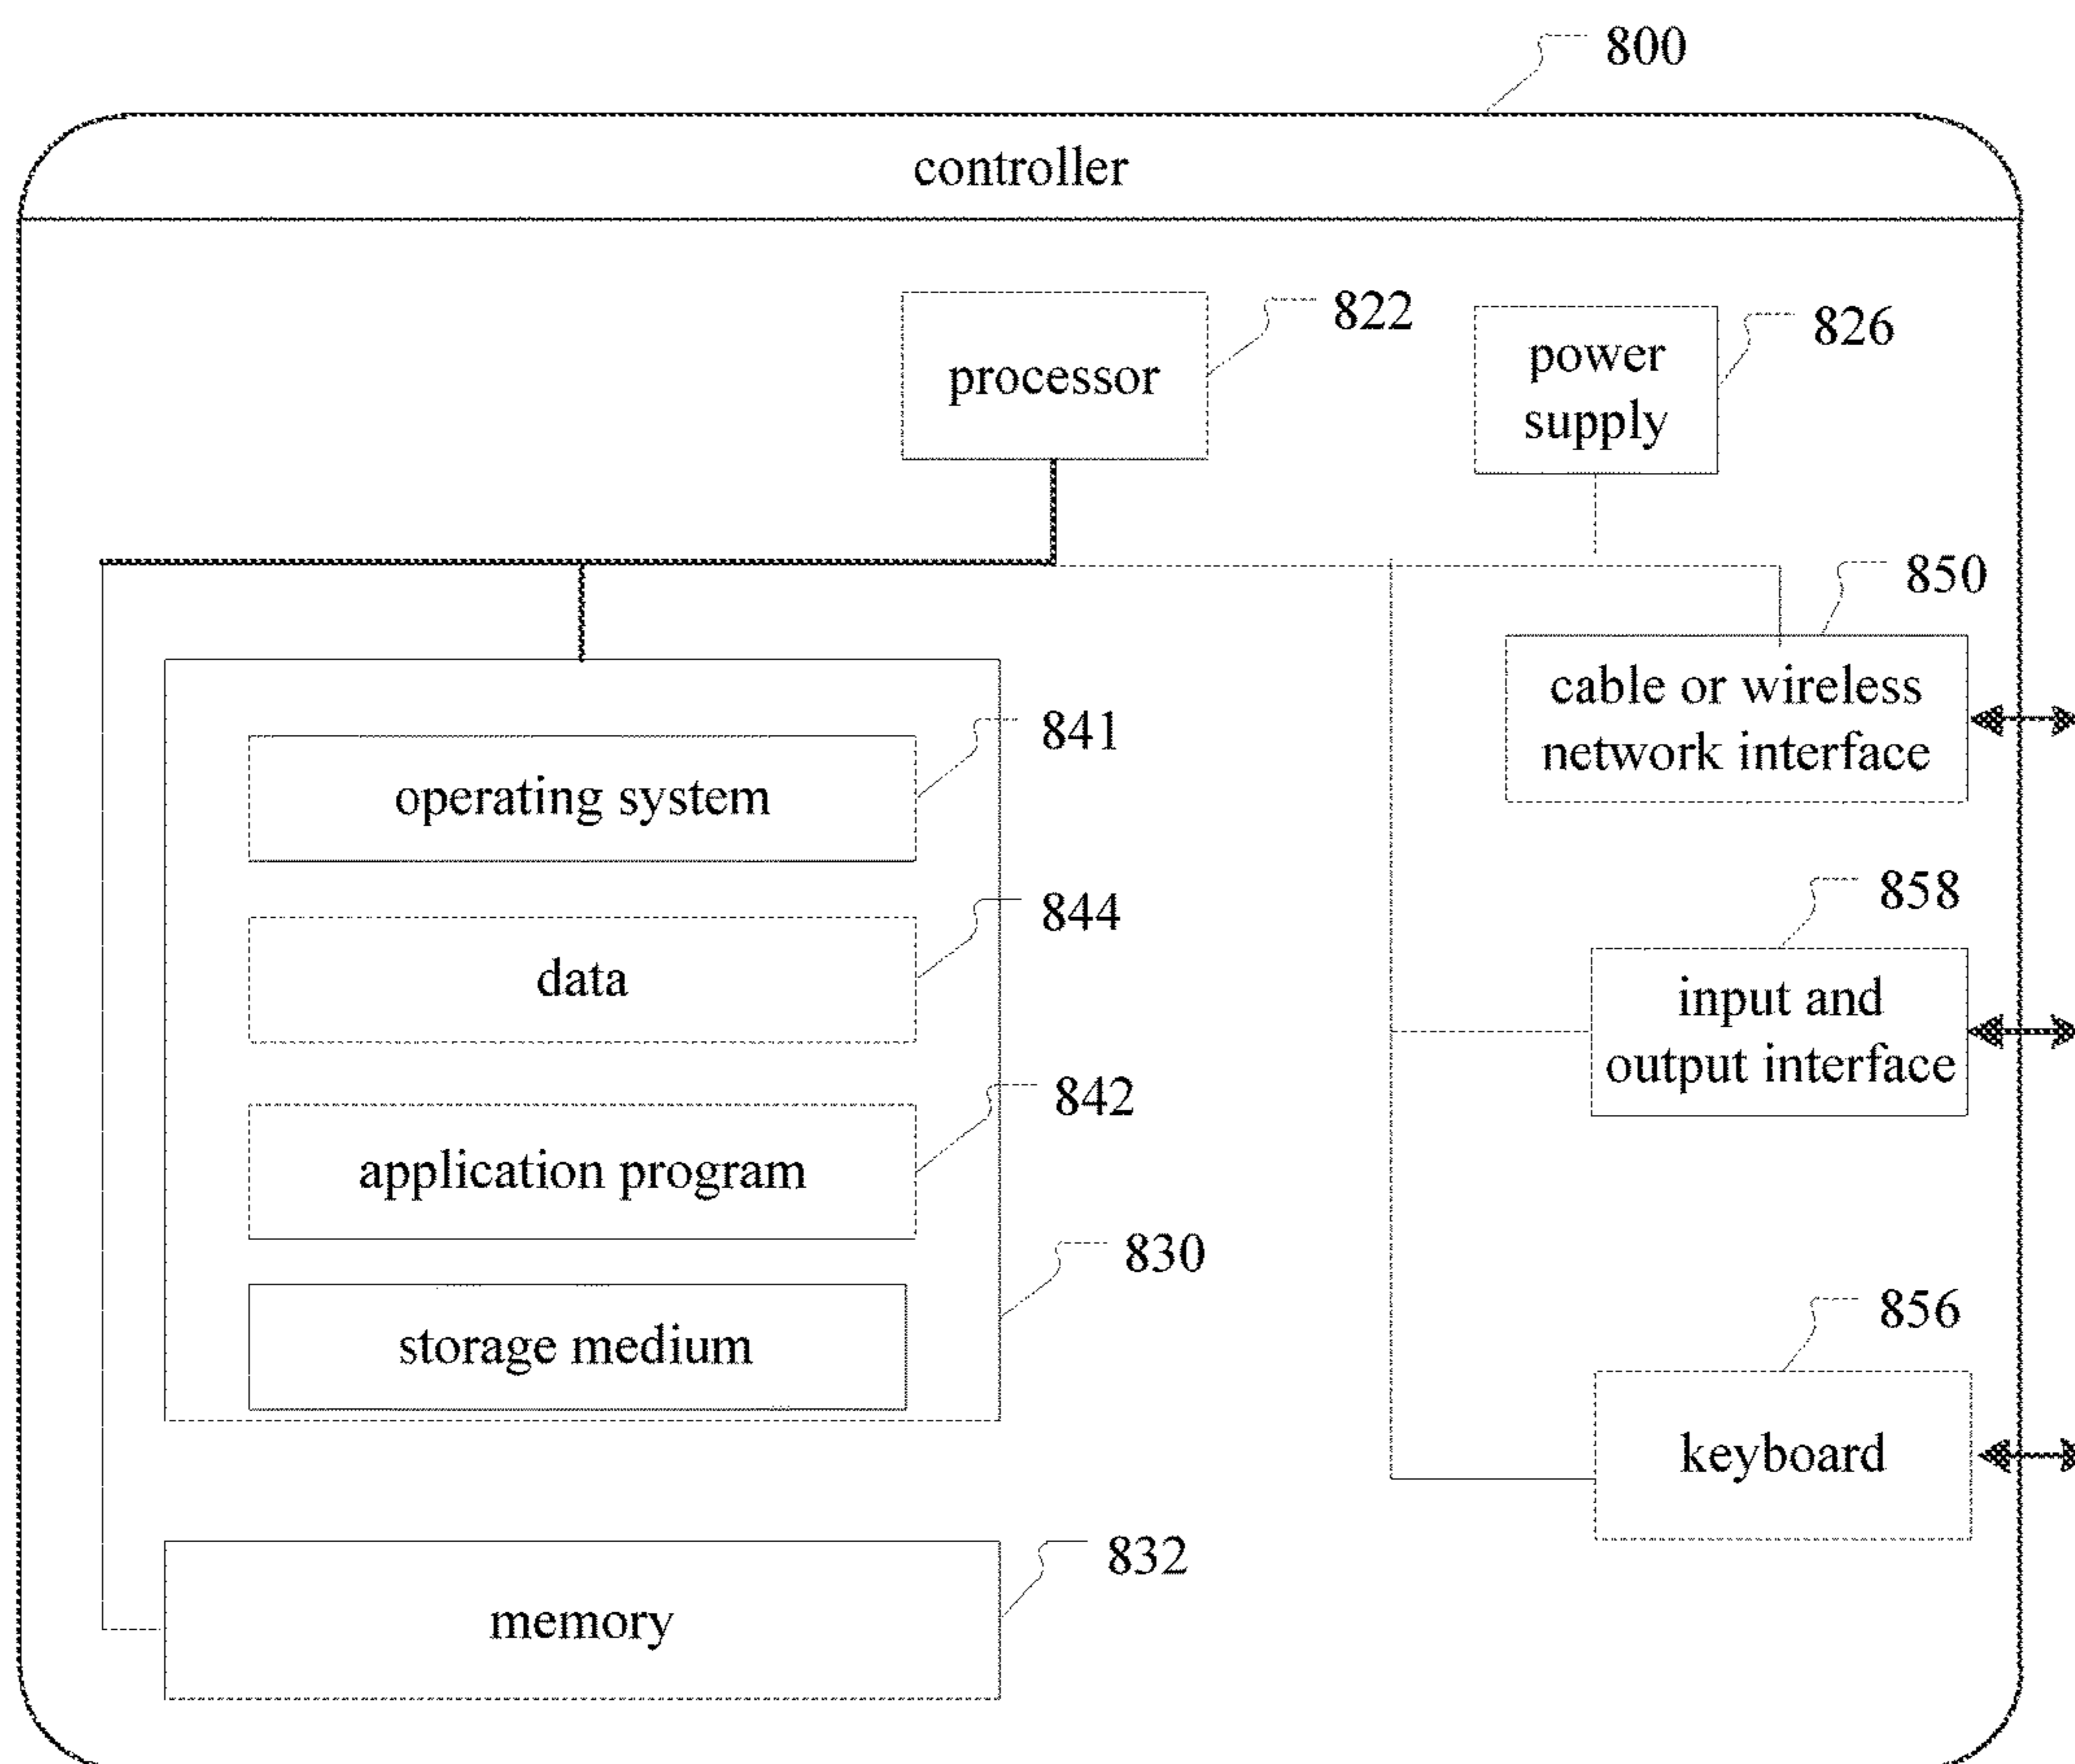 800
controller
822
processor
826
power
supply
850
cable or wireless
network interface
841
operating system
858
input and
output interface
844
data
842
application program
830
storage medium
856
keyboard
832
memory